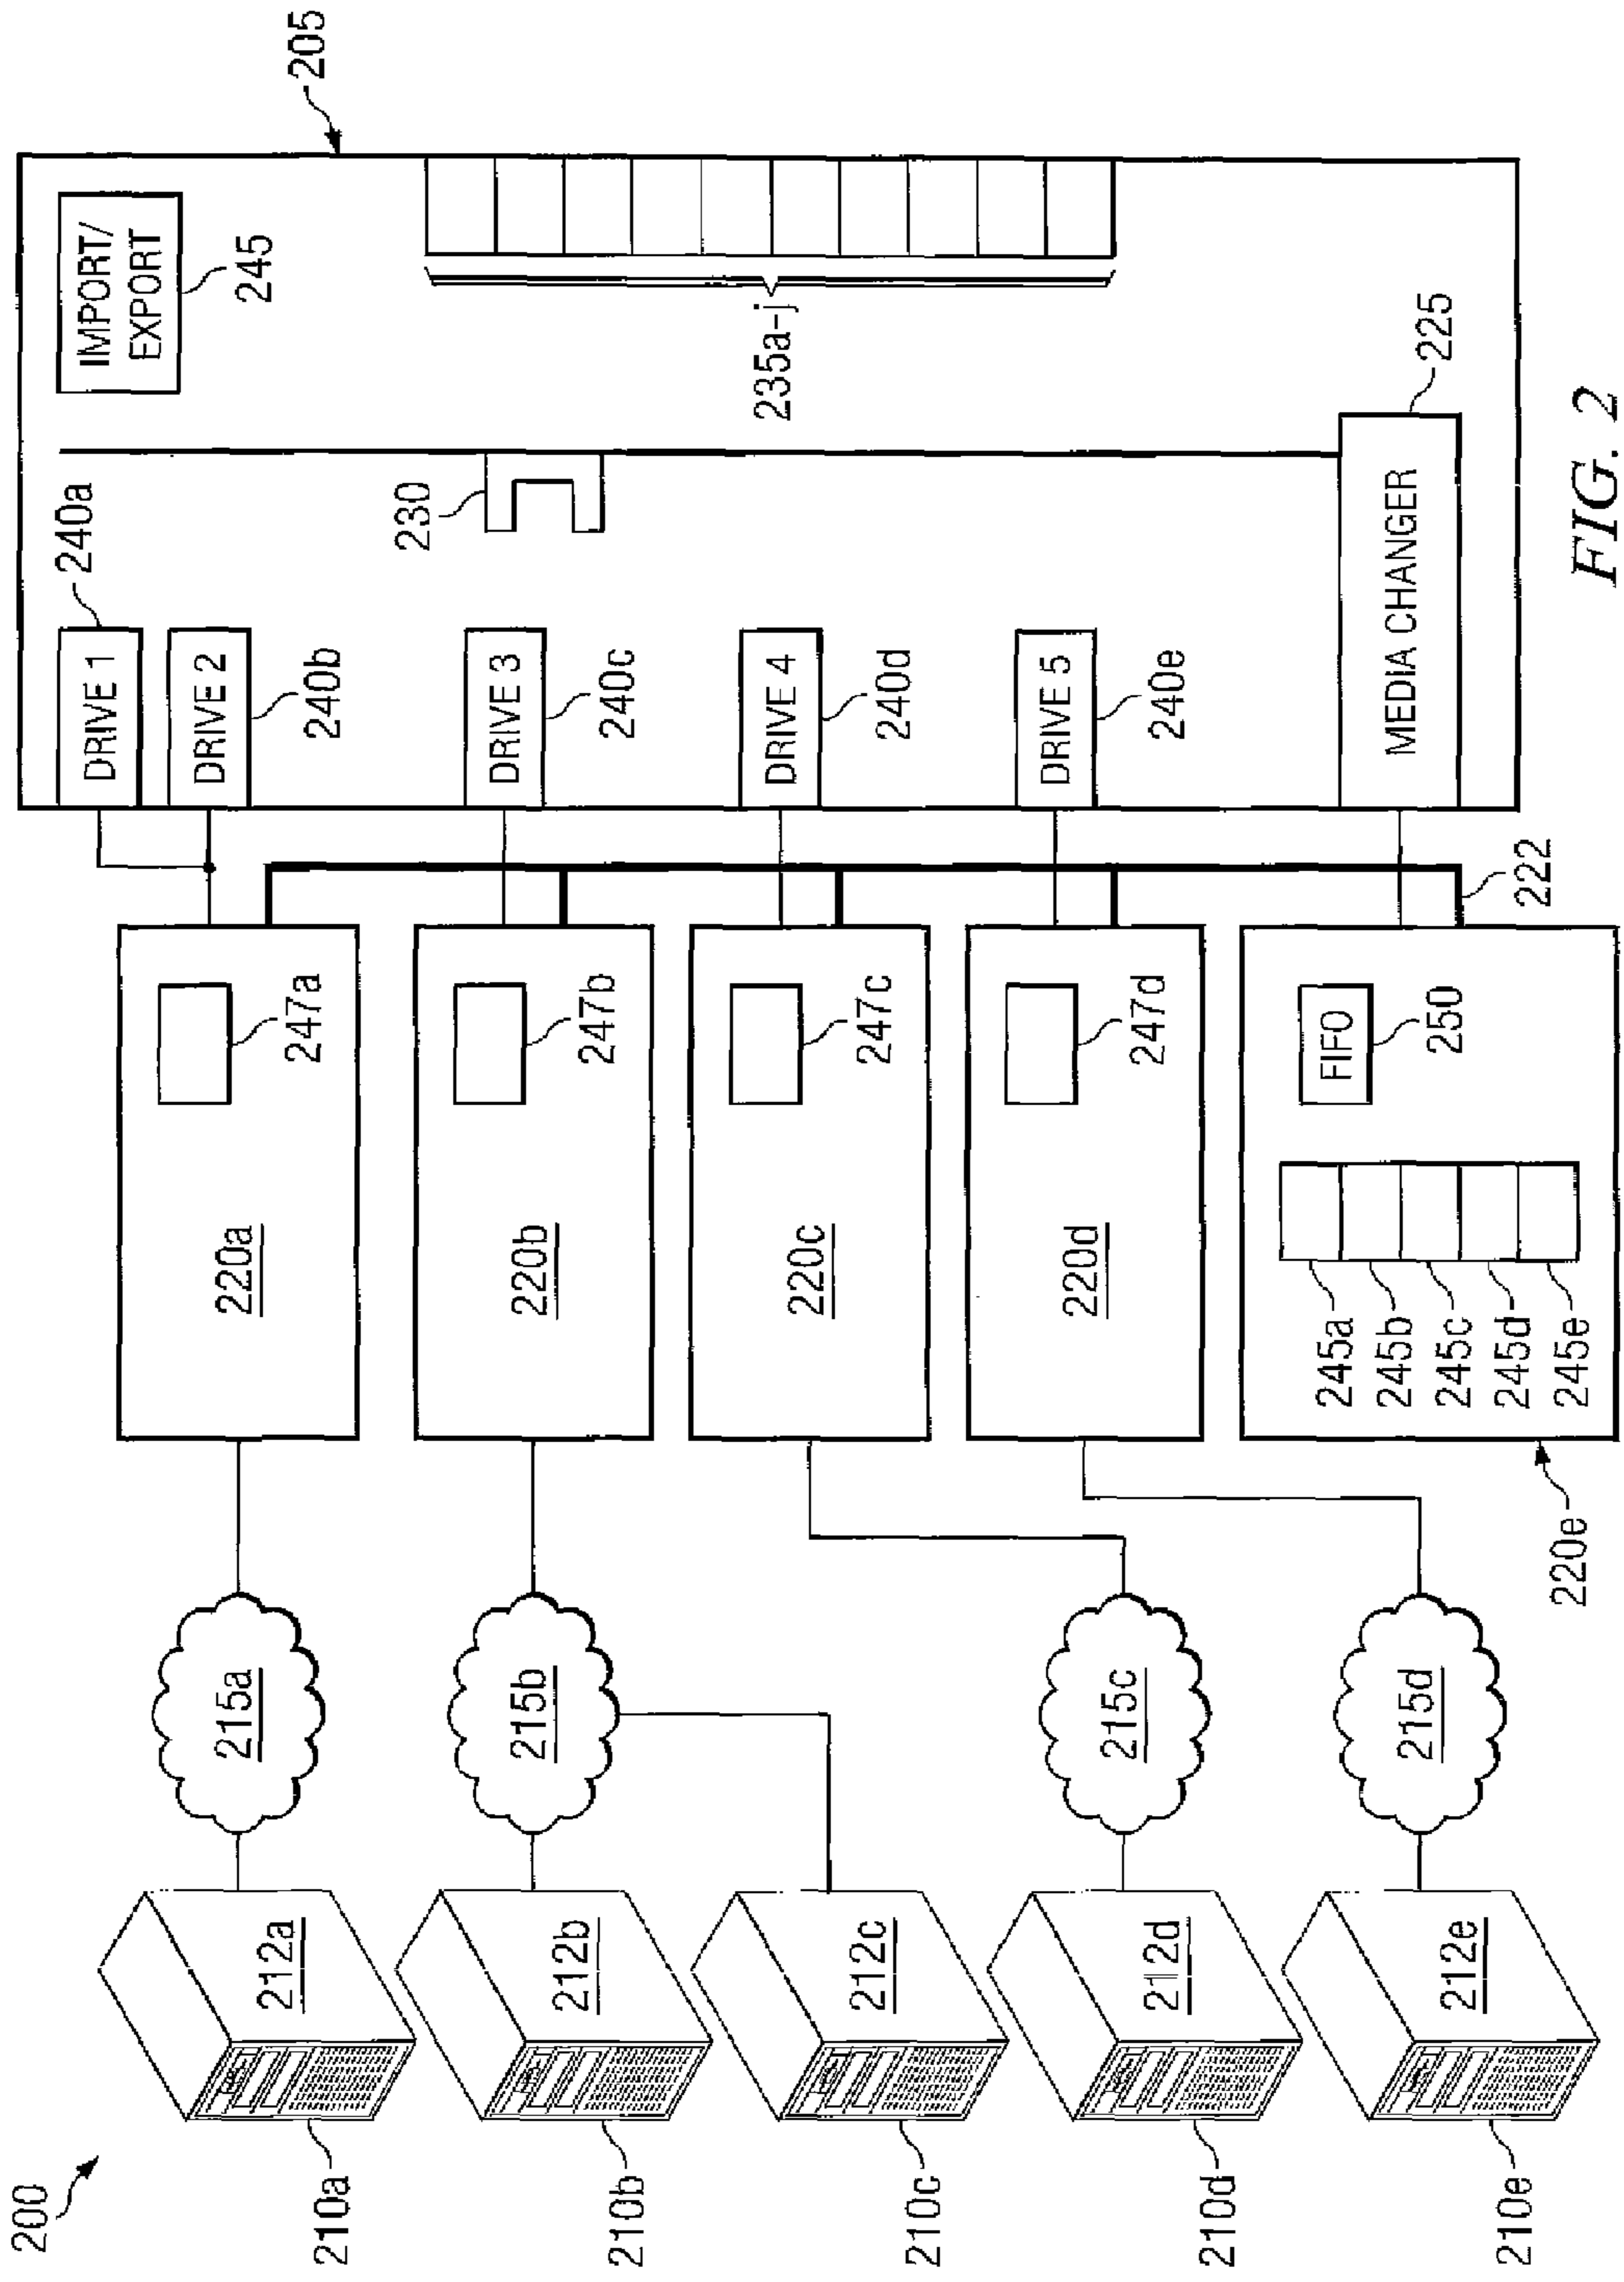 200
210a
212a
215a
220a
247a
210b
212b
215b
220b
247b
210c
212c
220c
247c
210d
212d
215c
220d
247d
210e
212e
215d
220e
245a
245b
245c
245d
245e
FIFO
250
222
205
DRIVE 1
240a
DRIVE 2
240b
DRIVE 3
240c
DRIVE 4
240d
DRIVE 5
240e
230
IMPORT/
EXPORT
245
235a-j
MEDIA CHANGER
225
FIG. 2